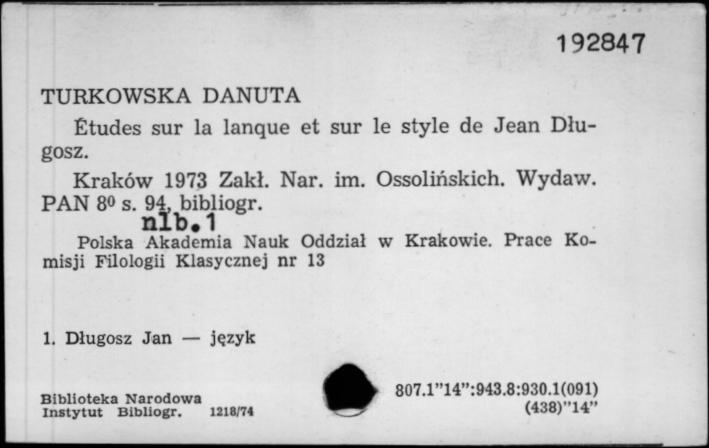 192847
TURKOWSKA DANUTA
Études sur la lanque et sur le style de Jean Dłu-
gosz.
Kraków 1973 Zakł. Nar. im. Ossolińskich. Wydaw.
PAN 8º s. 94, bibliogr.
nlb.1
Polska Akademia Nauk Oddział w Krakowie. Prace Ko-
misji Filologii Klasycznej nr 13
1. Długosz Jan — język
Biblioteka Narodowa
Instytut Bibliogr. 1218/74
807.1”14”:943.8:930.1(091)
(438)”14”